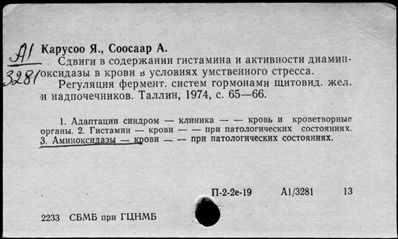 А1
3281
Карусоо Я., Соосаар А.
Сдвиги в содержании гистамина и активности диамин-
оксидазы в крови в условиях умственного стресса.
Регуляция фермент. систем гормонами щитовид. жел.
и надпочечников. Таллин, 1974, с. 65—66.
1. Адаптации синдром — клиника — — кровь и кроветворные
органы. 2. Гистамин — крови — — при патологических состояниях.
3. Аминоксидазы — крови — — при патологических состояниях.
П-2-2е-19 А1/3281 13
2233 СБМБ при ГЦНМБ